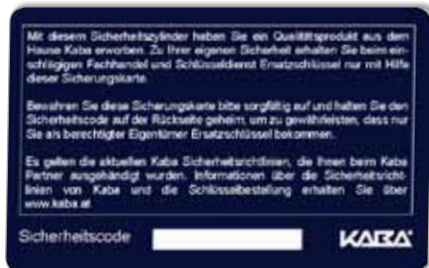 Mit diesem Sicherheitszylinder haben Sie ein Qualitätsprodukt aus dem
Hause Kaba erworben. Zu Ihrer eigenen Sicherheit erhalten Sie beim ein-
schlägigen Fachhandel und Schlüsseldienst Ersatzschlüssel nur mit Hilfe
dieser Sicherungskarte.
Bewahren Sie diese Sicherungskarte bitte sorgfältig auf und halten Sie den
Sicherheitscode auf der Rückseite geheim, um zu gewährleisten, dass nur
Sie als berechtigter Eigentümer Ersatzschlüssel bekommen.
Es gelten die aktuellen Kaba Sicherheitsrichtlinien, die Ihnen beim Kaba
Partner ausgehändigt wurden. Informationen über die Sicherheitsricht-
linien von Kaba und die Schlüsselbestellung erhalten Sie über
www.kaba.at
Sicherheitscode
KABA